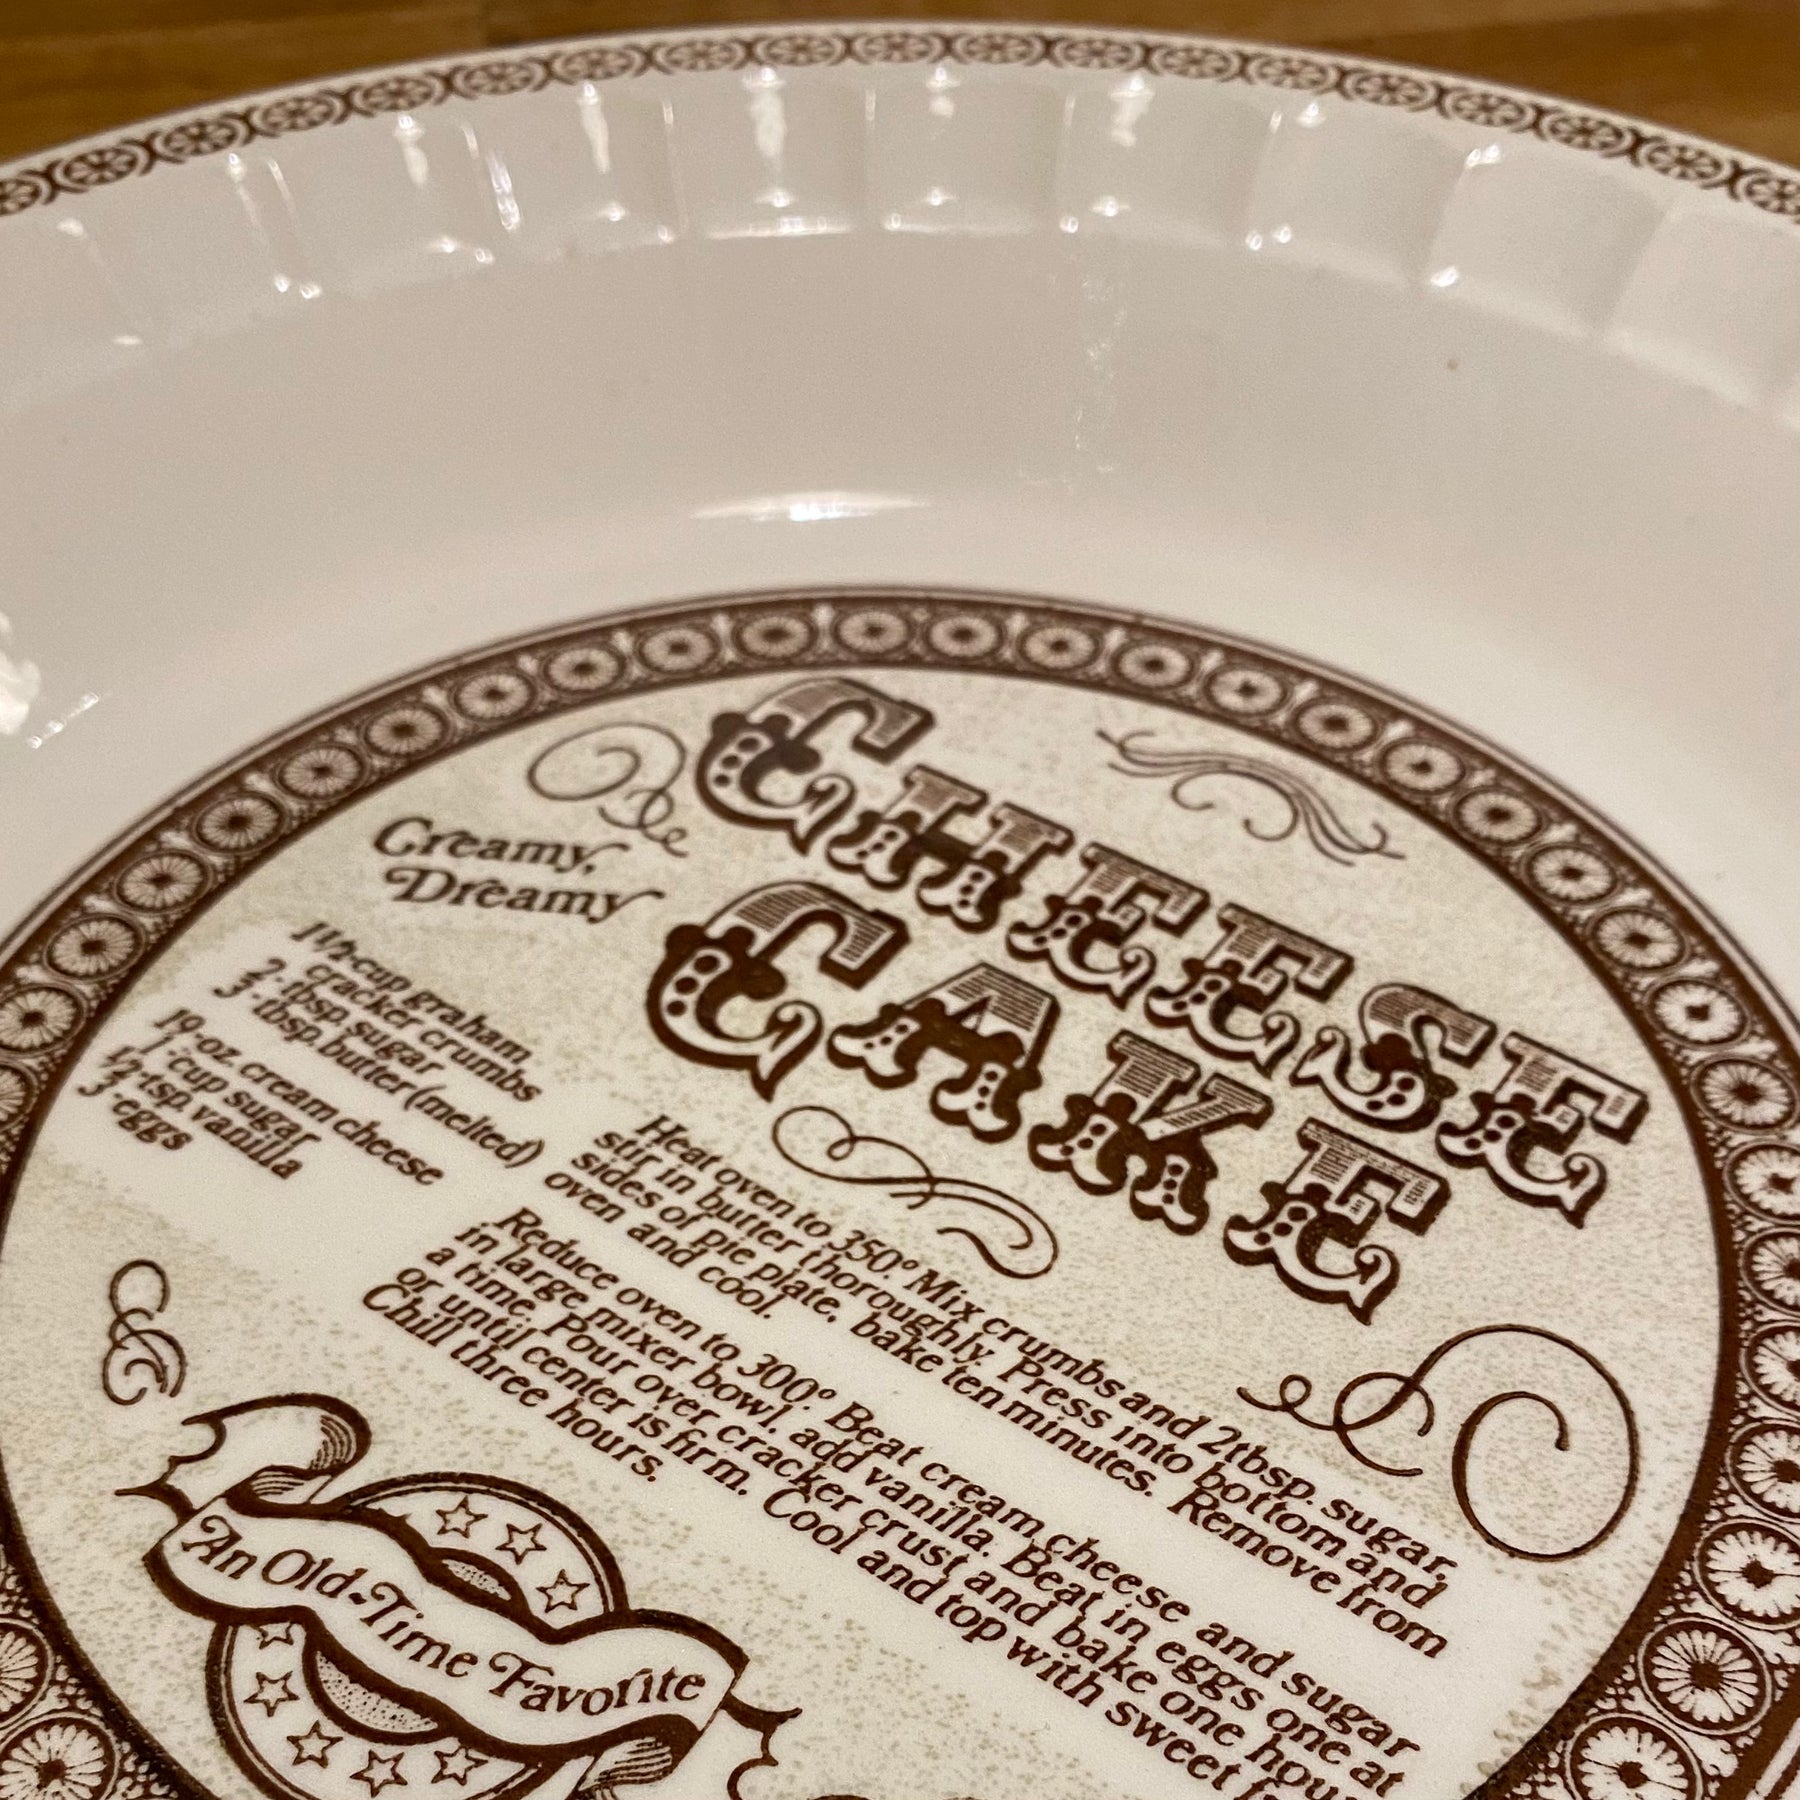 Creamy,
Dreamy
CHEESE
CAKE
1 1/2-cup graham
cracker crumbs
2-tbsp. sugar
3-tbsp. butter (melted)
19-oz. cream cheese
1-cup sugar
1/2-tsp. vanilla
3-eggs
Heat oven to 350°. Mix crumbs and 2 tbsp. sugar,
stir in butter thoroughly. Press into bottom and
sides of pie plate, bake ten minutes. Remove from
oven and cool.
Reduce oven to 300°. Beat cream cheese and sugar
in large mixer bowl, add vanilla. Beat in eggs one at
a time. Pour over cracker crust and bake one
or until center is firm. Cool and top with sweet
Chill three hours.
An Old-Time Favorite